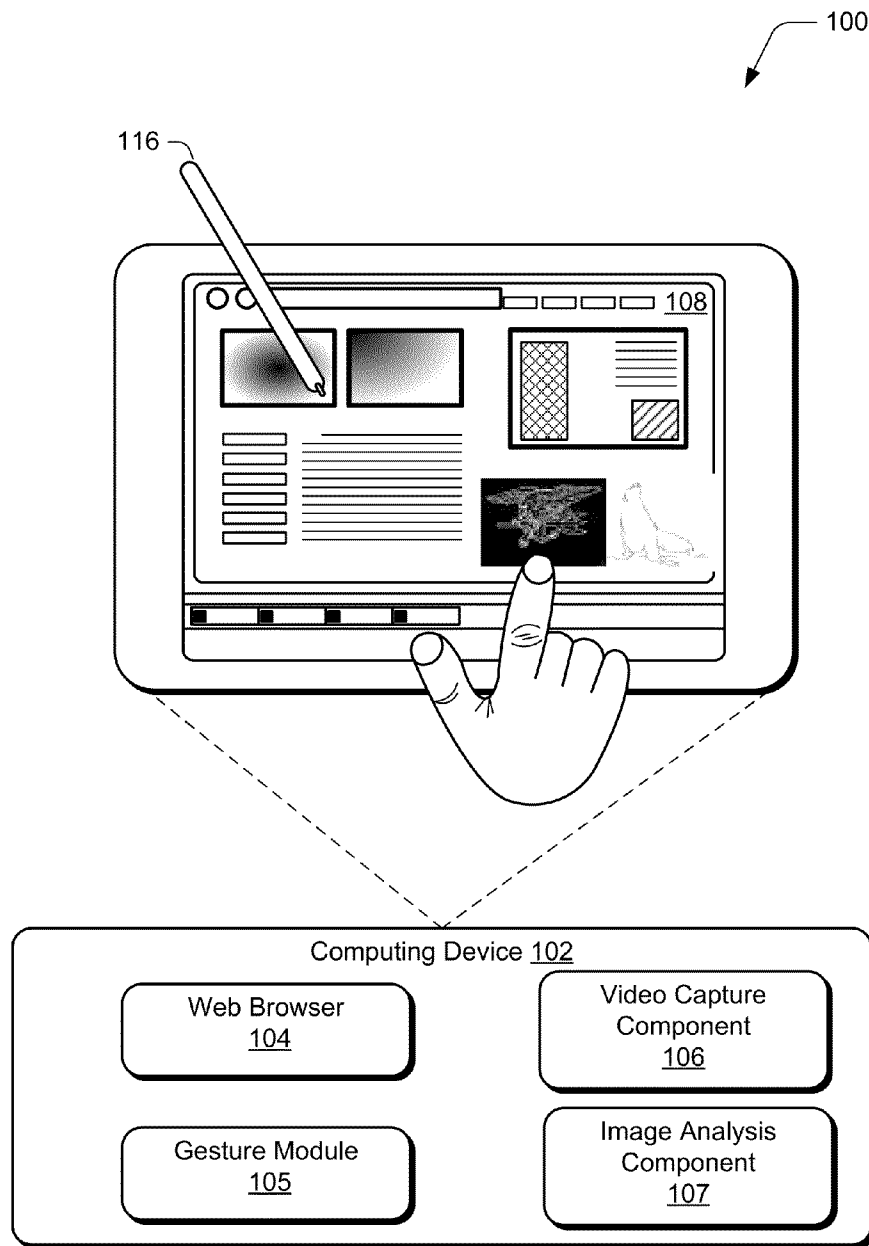 100
116
108
Computing Device 102
Web Browser
104
Video Capture
Component
106
Gesture Module
105
Image Analysis
Component
107